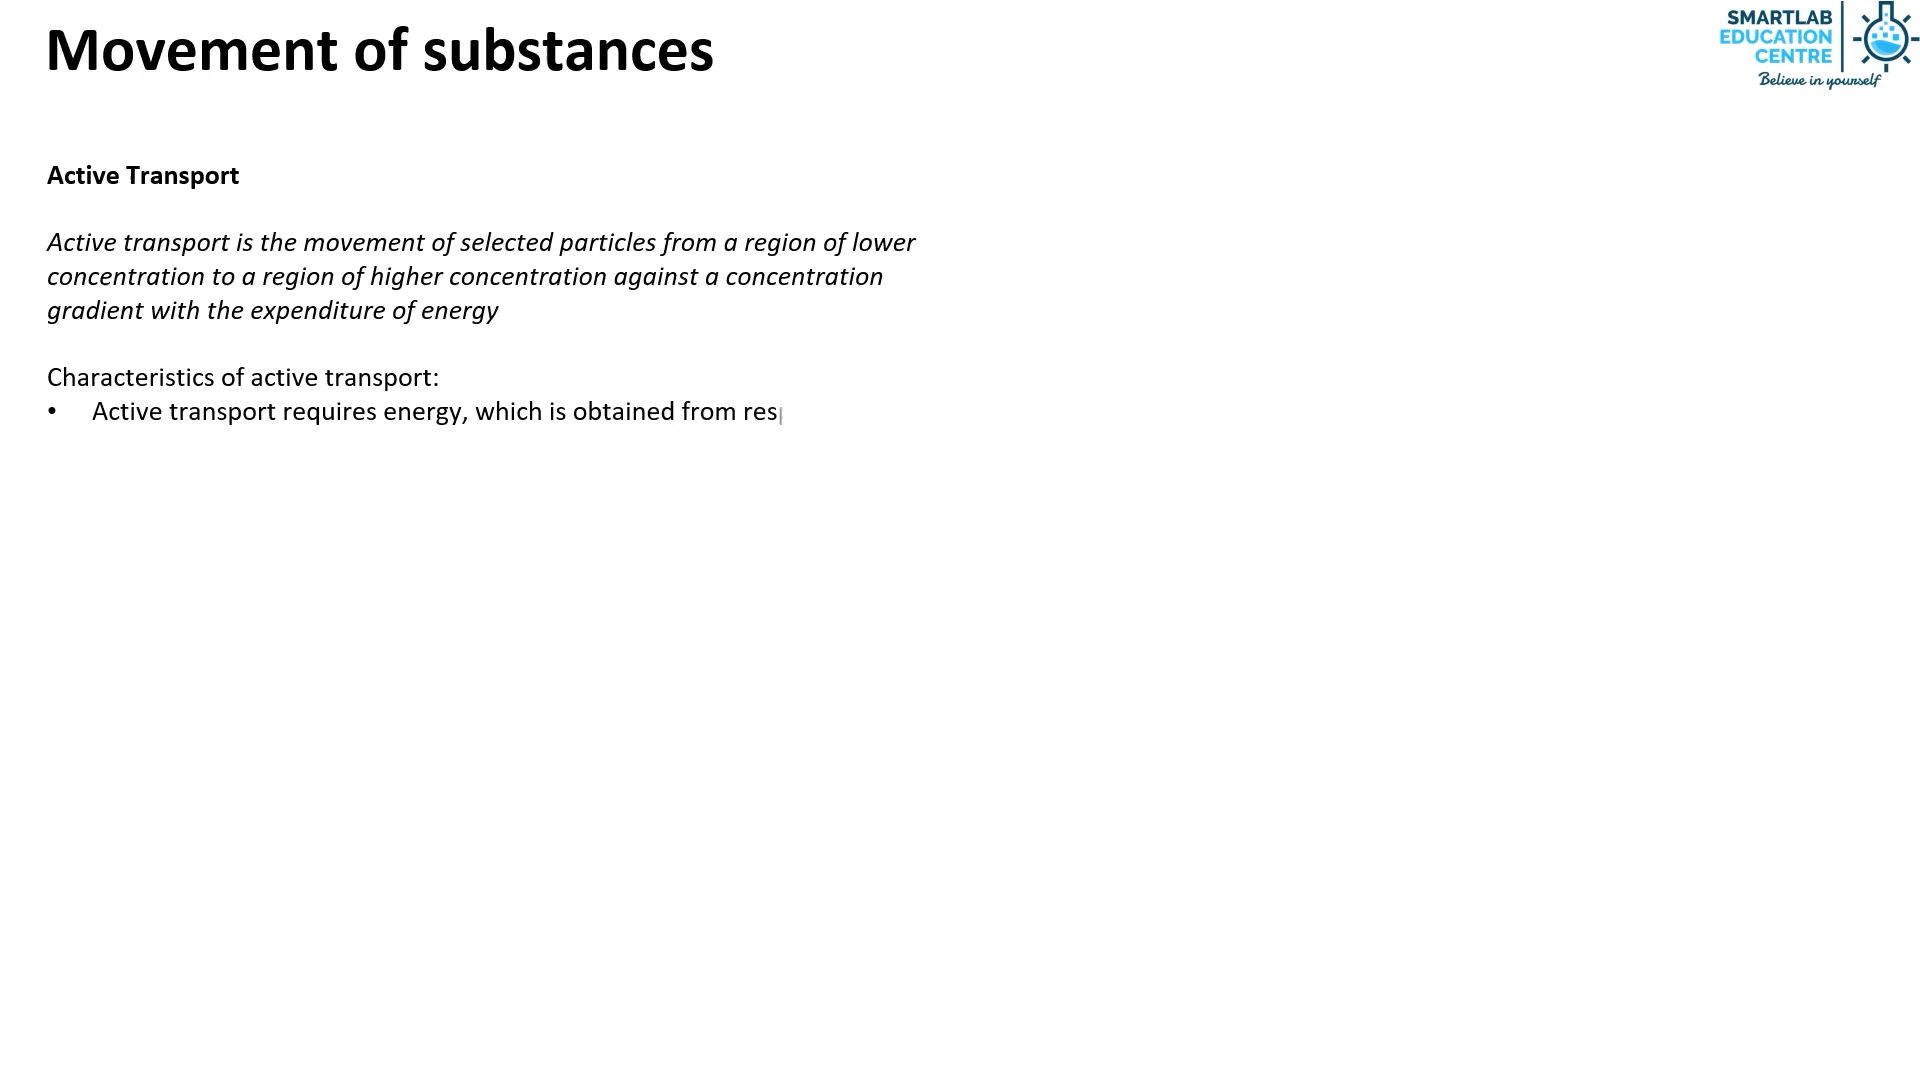 Movement of substances
SMARTLAB
EDUCATION
CENTRE
Believe in yourself
Active Transport
Active transport is the movement of selected particles from a region of lower
concentration to a region of higher concentration against a concentration
gradient with the expenditure of energy
Characteristics of active transport:
• Active transport requires energy, which is obtained from res